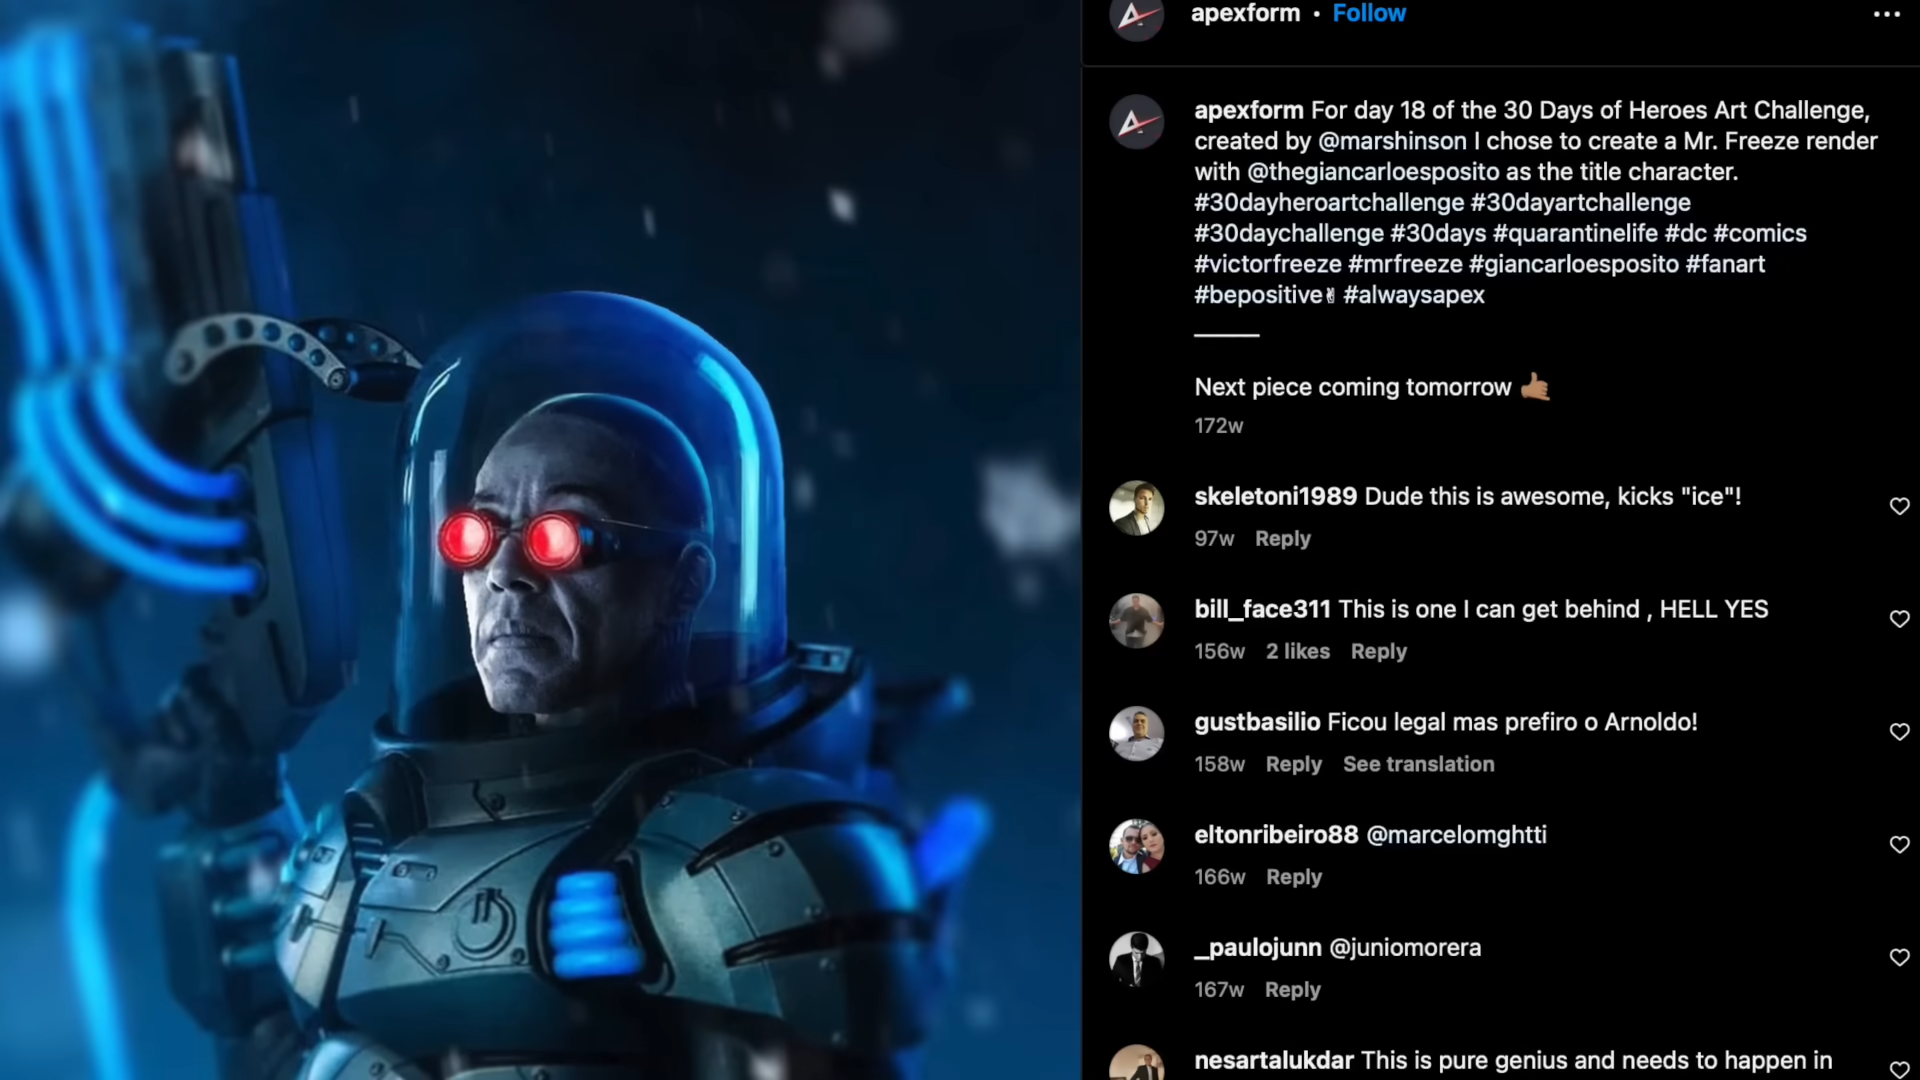 apexform • Follow
apexform For day 18 of the 30 Days of Heroes Art Challenge,
created by @marshinson I chose to create a Mr. Freeze render
with @thegiancarloesposito as the title character.
#30dayheroartchallenge #30dayartchallenge
#30daychallenge #30days #quarantinelife #dc #comics
#victorfreeze #mrfreeze #giancarloesposito #fanart
#bepositive✌ #alwaysapex
Next piece coming tomorrow 🤙🏽
172w
skeletoni1989 Dude this is awesome, kicks "ice"!
97w Reply
bill_face311 This is one I can get behind , HELL YES
156w 2 likes Reply
gustbasilio Ficou legal mas prefiro o Arnoldo!
158w Reply See translation
eltonribeiro88 @marcelomghtti
166w Reply
_paulojunn @juniomorera
167w Reply
nesartalukdar This is pure genius and needs to happen in